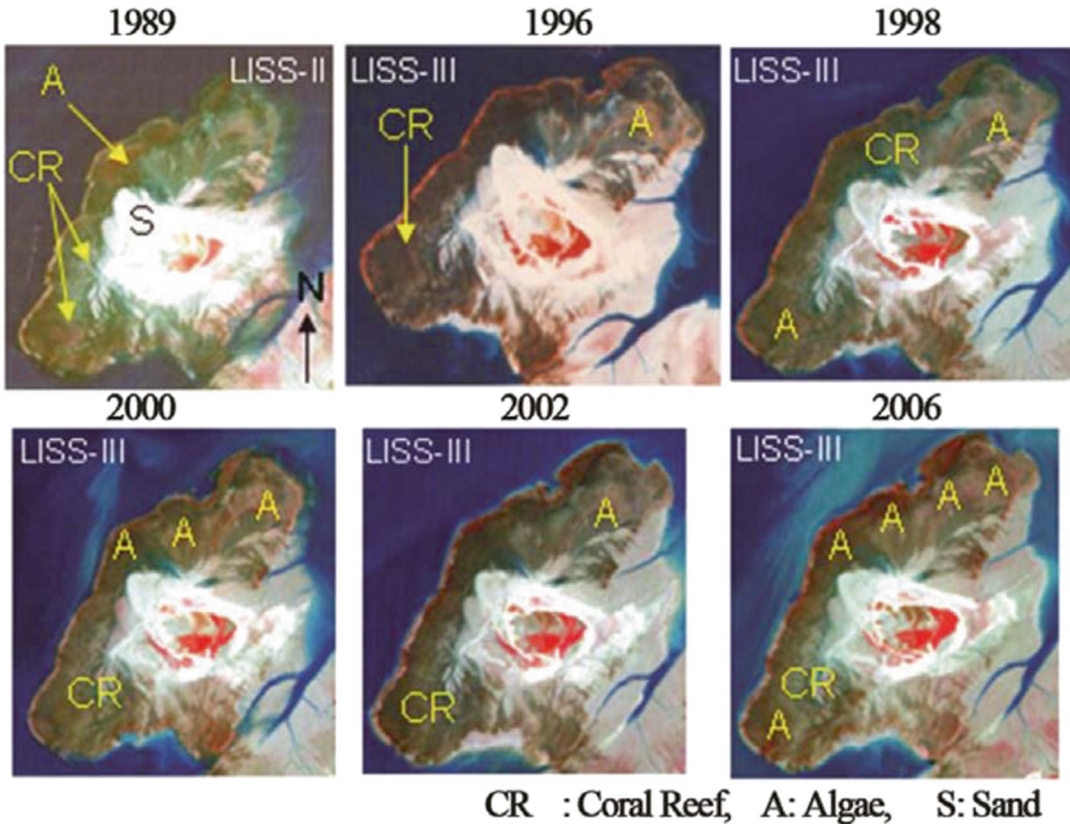 1989
1996
1998
LISS-II
A
CR
S
N
LISS-III
CR
A
LISS-III
CR
A
A
2000
2002
2006
LISS-III
A
A
A
CR
LISS-III
A
CR
LISS-III
A
A
A
A
CR
A
CR : Coral Reef, A: Algae, S: Sand